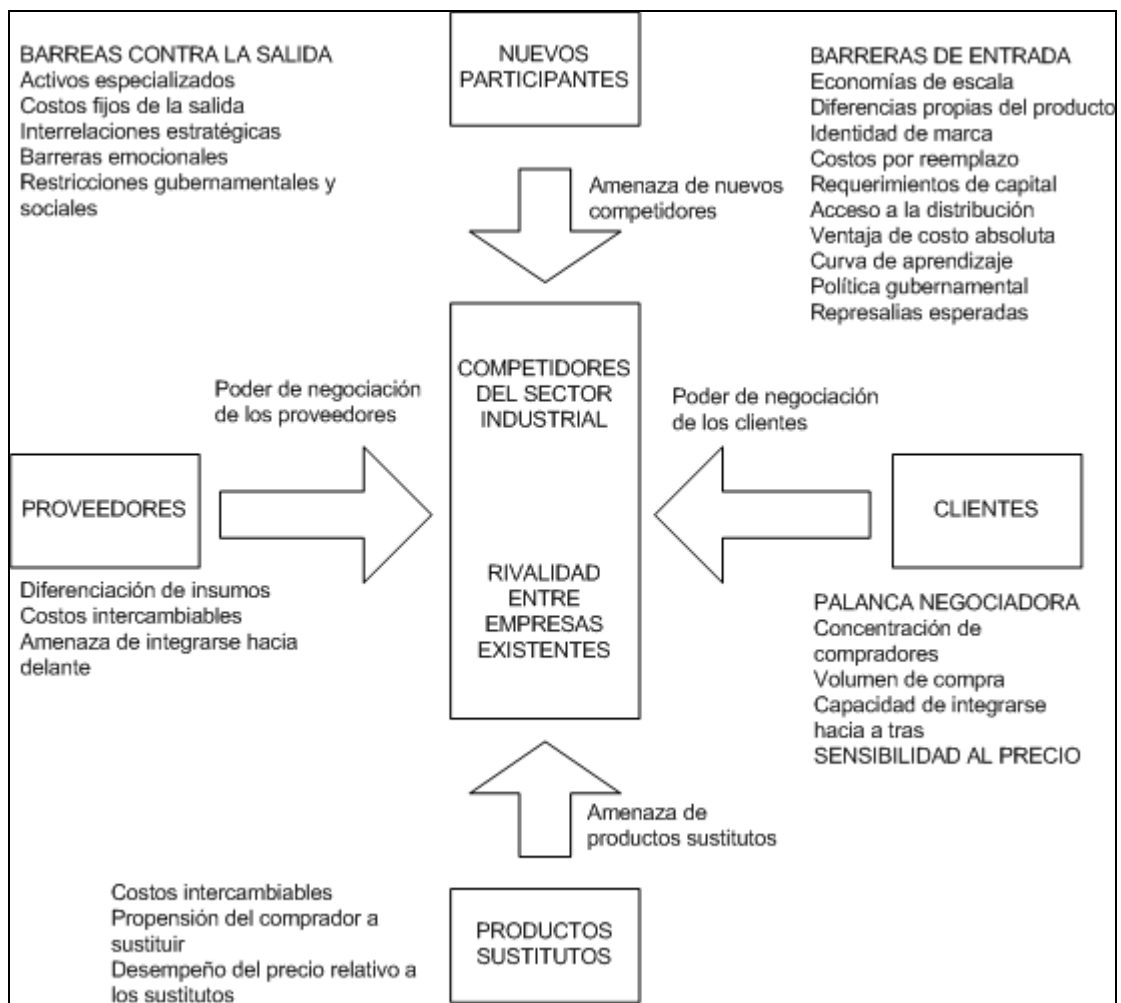 BARREAS CONTRA LA SALIDA
Activos especializados
Costos fijos de la salida
Interrelaciones estratégicas
Barreras emocionales
Restricciones gubernamentales y
sociales
NUEVOS
PARTICIPANTES
BARRERAS DE ENTRADA
Economías de escala
Diferencias propias del producto
Identidad de marca
Costos por reemplazo
Requerimientos de capital
Acceso a la distribución
Ventaja de costo absoluta
Curva de aprendizaje
Política gubernamental
Represalias esperadas
Amenaza de nuevos
competidores
Poder de negociación
de los proveedores
COMPETIDORES
DEL SECTOR
INDUSTRIAL
Poder de negociación
de los clientes
PROVEEDORES
CLIENTES
Diferenciación de insumos
Costos intercambiables
Amenaza de integrarse hacia
delante
RIVALIDAD
ENTRE
EMPRESAS
EXISTENTES
PALANCA NEGOCIADORA
Concentración de
compradores
Volumen de compra
Capacidad de integrarse
hacia a tras
SENSIBILIDAD AL PRECIO
Amenaza de
productos sustitutos
Costos intercambiables
Propensión del comprador a
sustituir
Desempeño del precio relativo a
los sustitutos
PRODUCTOS
SUSTITUTOS